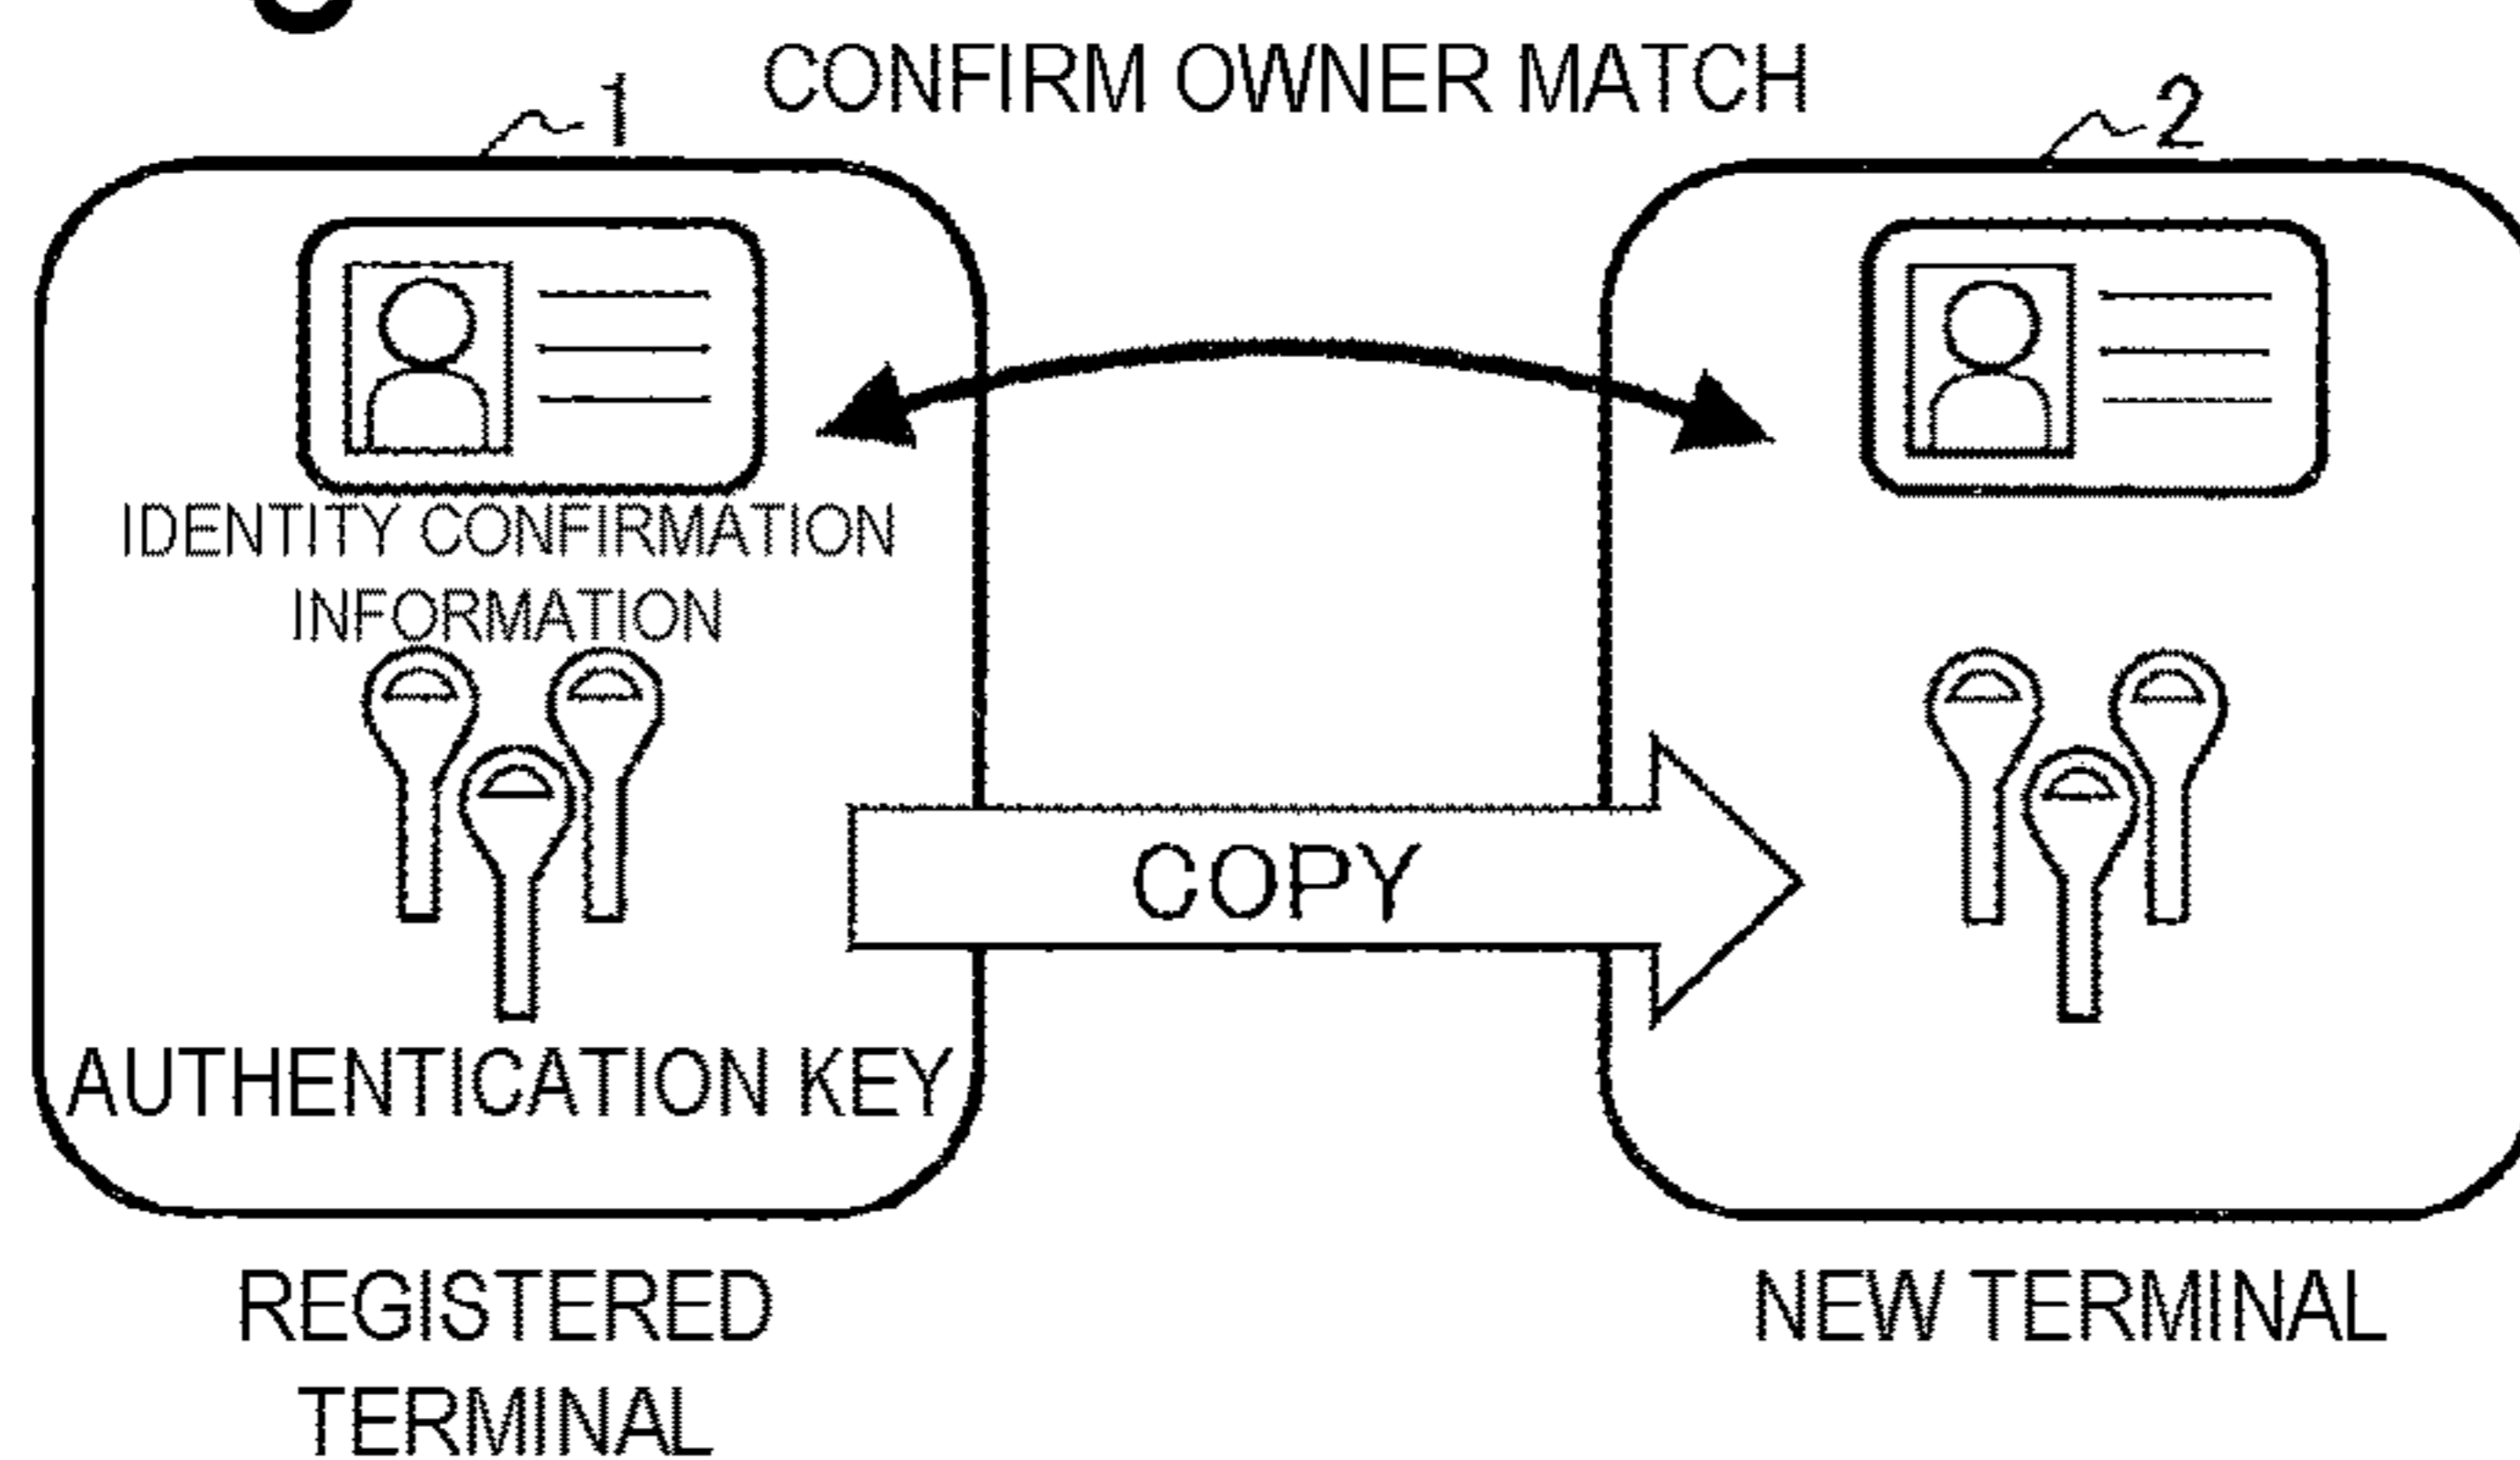 CONFIRM OWNER MATCH
1
2
IDENTITY CONFIRMATION
INFORMATION
COPY
AUTHENTICATION KEY
REGISTERED
TERMINAL
NEW TERMINAL